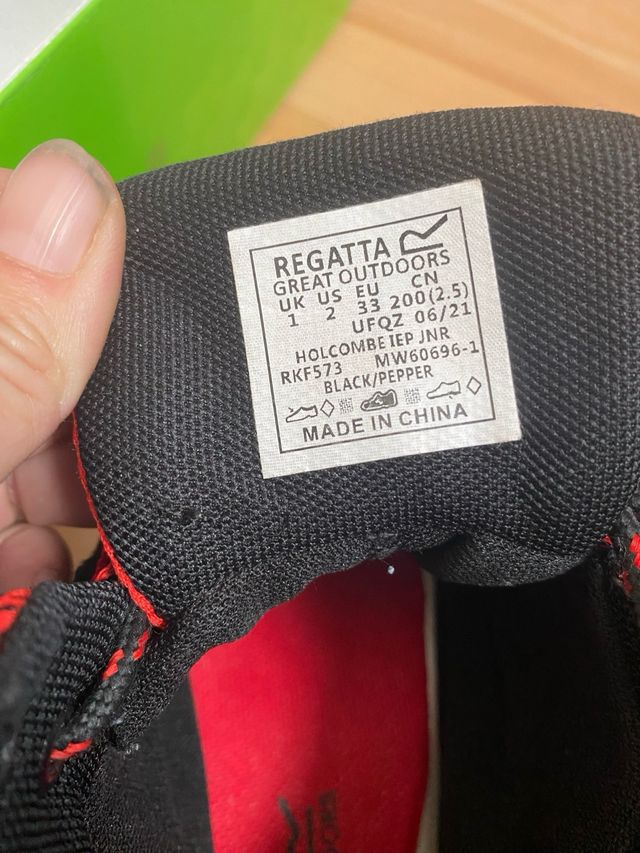 REGATTA
GREAT OUTDOORS
UK US EU CN
1 2 33 200(2.5)
UFQZ 06/21
HOLCOMBE IEP JNR
RKF573 MW60696-1
BLACK/PEPPER
MADE IN CHINA